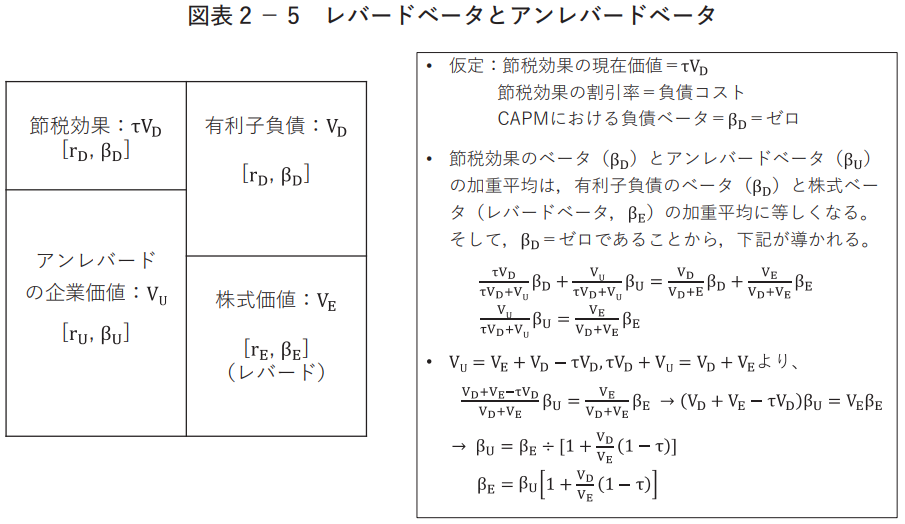 図表2－5　レバードベータとアンレバードベータ
節税効果：τV_D
[r_D, β_D]
アンレバード
の企業価値：V_U
[r_U, β_U]
有利子負債：V_D
[r_D, β_D]
株式価値：V_E
[r_E, β_E]
（レバード）
• 仮定：節税効果の現在価値＝τV_D
節税効果の割引率＝負債コスト
CAPMにおける負債ベータ＝β_D＝ゼロ
• 節税効果のベータ（β_D）とアンレバードベータ（β_U）
の加重平均は，有利子負債のベータ（β_D）と株式ベー
タ（レバードベータ，β_E）の加重平均に等しくなる。
そして，β_D＝ゼロであることから，下記が導かれる。
τV_D/(τV_D+V_U) β_D + V_U/(τV_D+V_U) β_U = V_D/(V_D+E) β_D + V_E/(V_D+V_E) β_E
V_U/(τV_D+V_U) β_U = V_E/(V_D+V_E) β_E
• V_U = V_E + V_D − τV_D, τV_D + V_U = V_D + V_Eより、
(V_D+V_E−τV_D)/(V_D+V_E) β_U = V_E/(V_D+V_E) β_E → (V_D + V_E − τV_D)β_U = V_Eβ_E
→ β_U = β_E ÷ [1 + V_D/V_E (1 − τ)]
β_E = β_U[1 + V_D/V_E (1 − τ)]